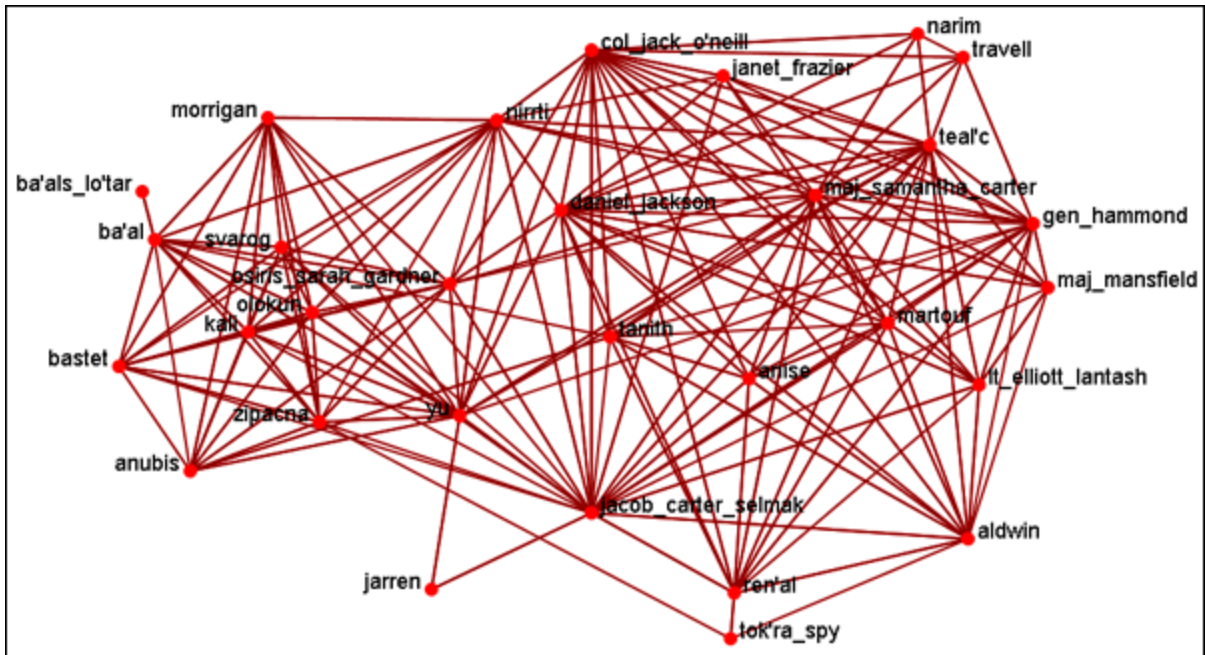 narim
col_jack_o'neill
travell
janet_frazier
morrigan
nirrti
teal'c
ba'als_lo'tar
maj_samantha_carter
daniel_jackson
gen_hammond
ba'al
svarog
osiris_sarah_gardner
maj_mansfield
olokun
martouf
kali
tanith
bastet
anise
lt_elliott_lantash
zipacna
yu
anubis
jacob_carter_selmak
aldwin
jarren
ren'al
tok'ra_spy